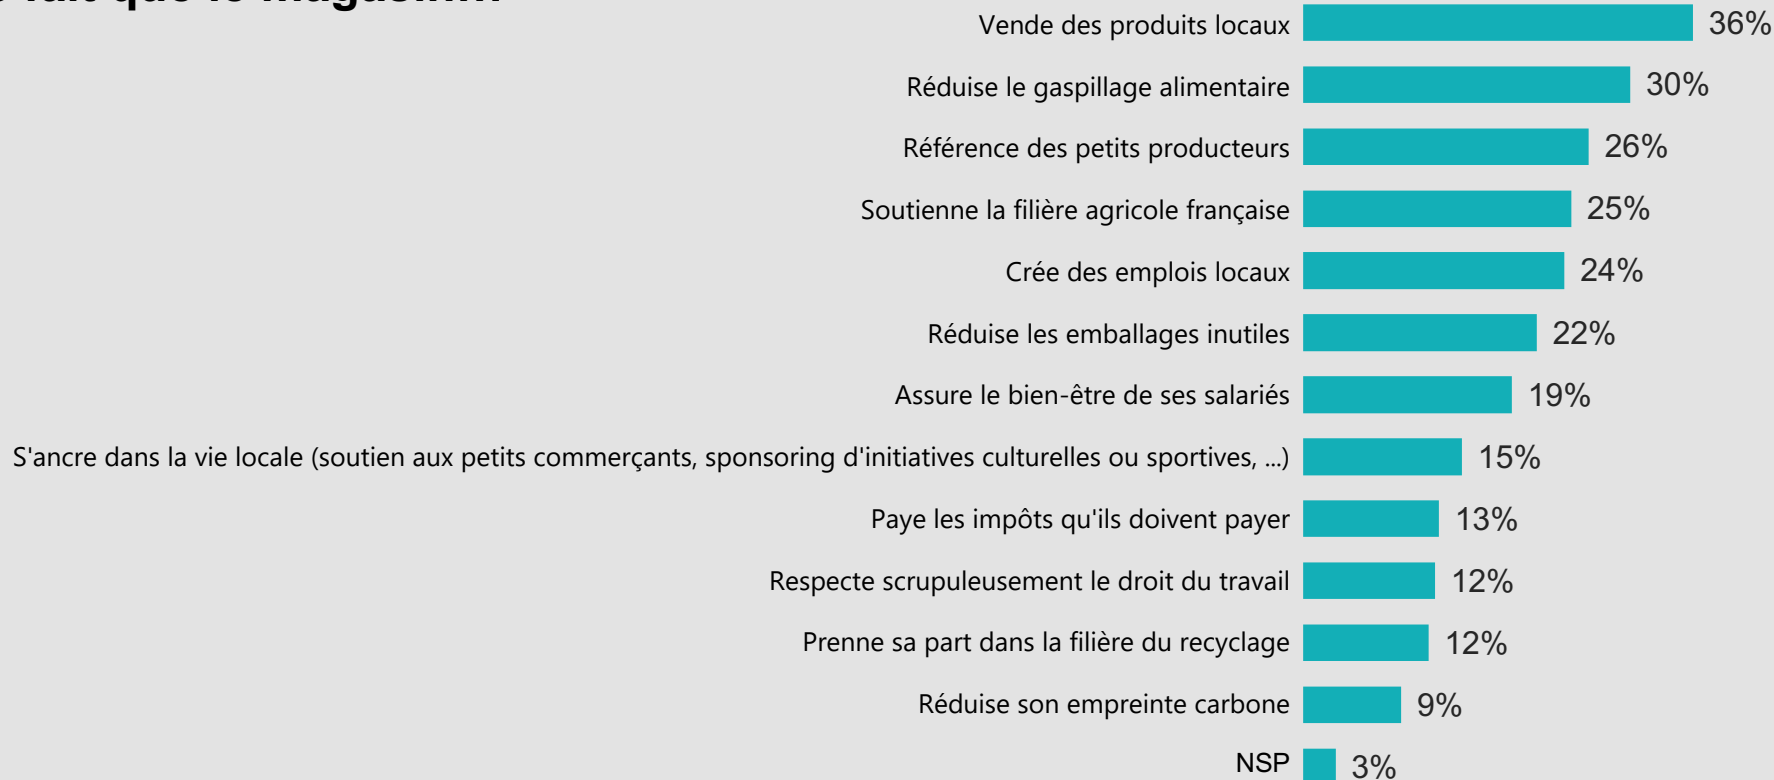 fait que le magasin...
Vende des produits locaux 36%
Réduise le gaspillage alimentaire 30%
Référence des petits producteurs 26%
Soutienne la filière agricole française 25%
Crée des emplois locaux 24%
Réduise les emballages inutiles 22%
Assure le bien-être de ses salariés 19%
S'ancre dans la vie locale (soutien aux petits commerçants, sponsoring d'initiatives culturelles ou sportives, ...) 15%
Paye les impôts qu'ils doivent payer 13%
Respecte scrupuleusement le droit du travail 12%
Prenne sa part dans la filière du recyclage 12%
Réduise son empreinte carbone 9%
NSP 3%